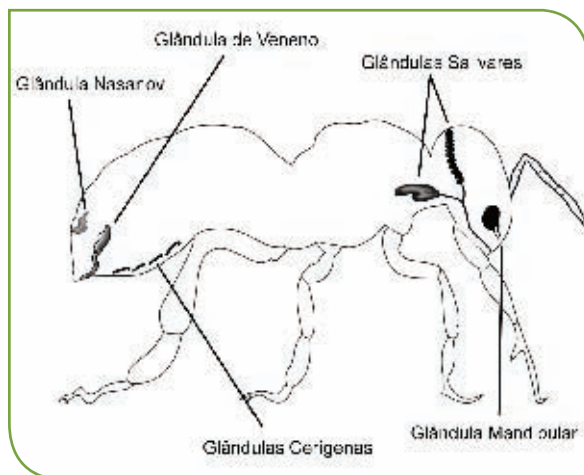 Glândula de Veneno
Glândulas Salivares
Glândula Nasanov
Glândulas Cerígenas
Glândula Mandibular